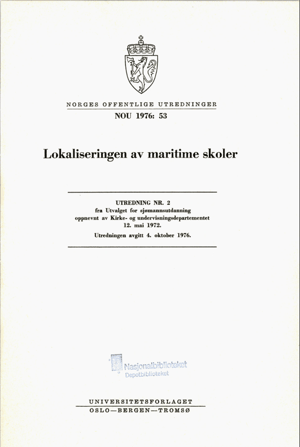 NORGES OFFENTLIGE UTREDNINGER
NOU 1976: 53
Lokaliseringen av maritime skoler
UTREDNING NR. 2
fra Utvalget for sjømannsutdanning
oppnevnt av Kirke- og undervisningsdepartementet
12. mai 1972.
Utredningen avgitt 4. oktober 1976.
Nasjonalbiblioteket
Depotbiblioteket
UNIVERSITETSFORLAGET
OSLO—BERGEN—TROMSØ